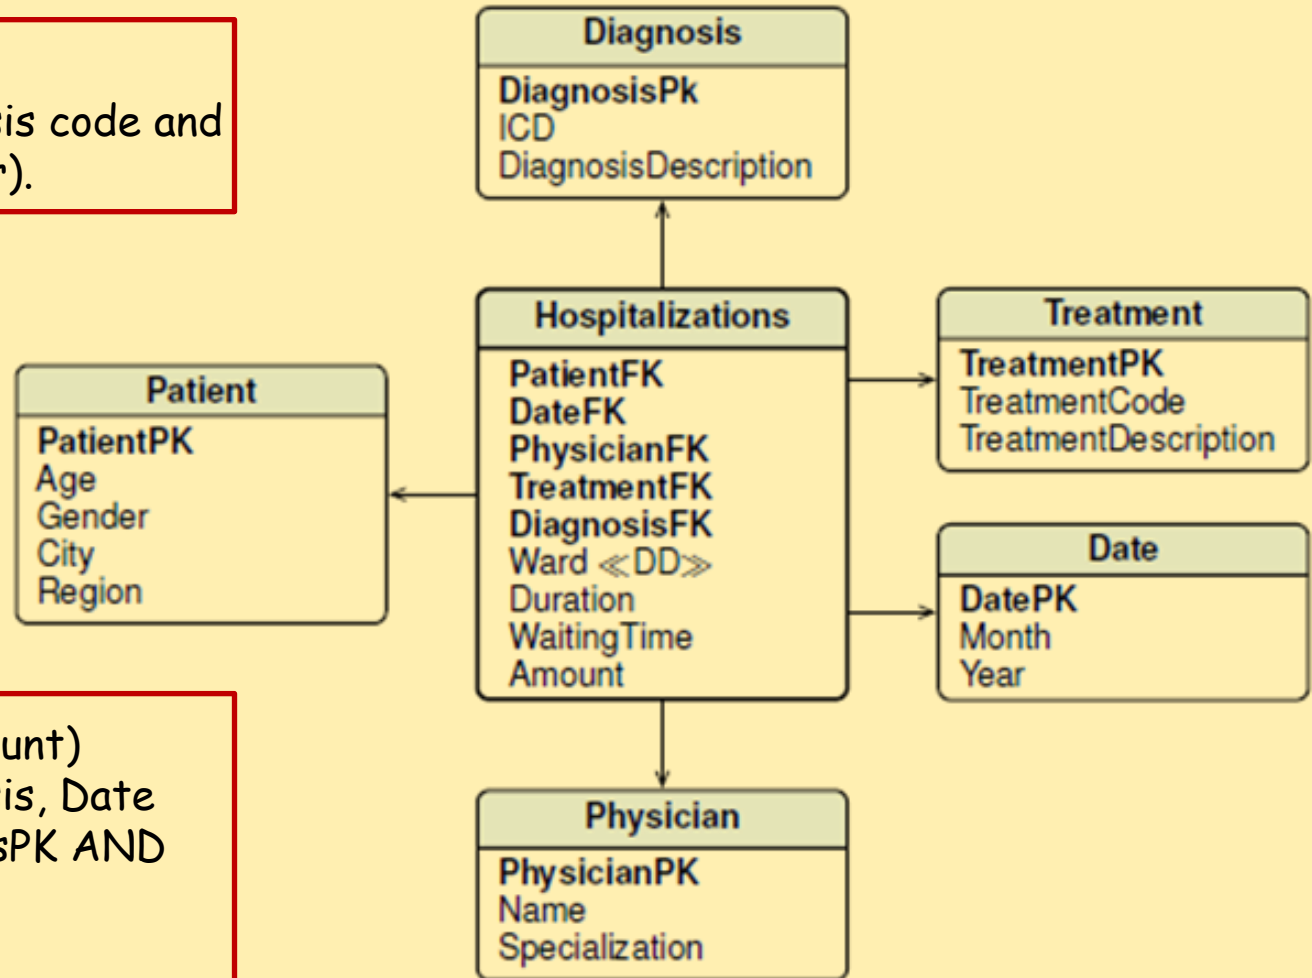 sis code and
r).
Diagnosis
DiagnosisPk
ICD
DiagnosisDescription
Hospitalizations
PatientFK
DateFK
PhysicianFK
TreatmentFK
DiagnosisFK
Ward ≪DD≫
Duration
WaitingTime
Amount
Treatment
TreatmentPK
TreatmentCode
TreatmentDescription
Patient
PatientPK
Age
Gender
City
Region
Date
DatePK
Month
Year
unt)
is, Date
sPK AND
Physician
PhysicianPK
Name
Specialization